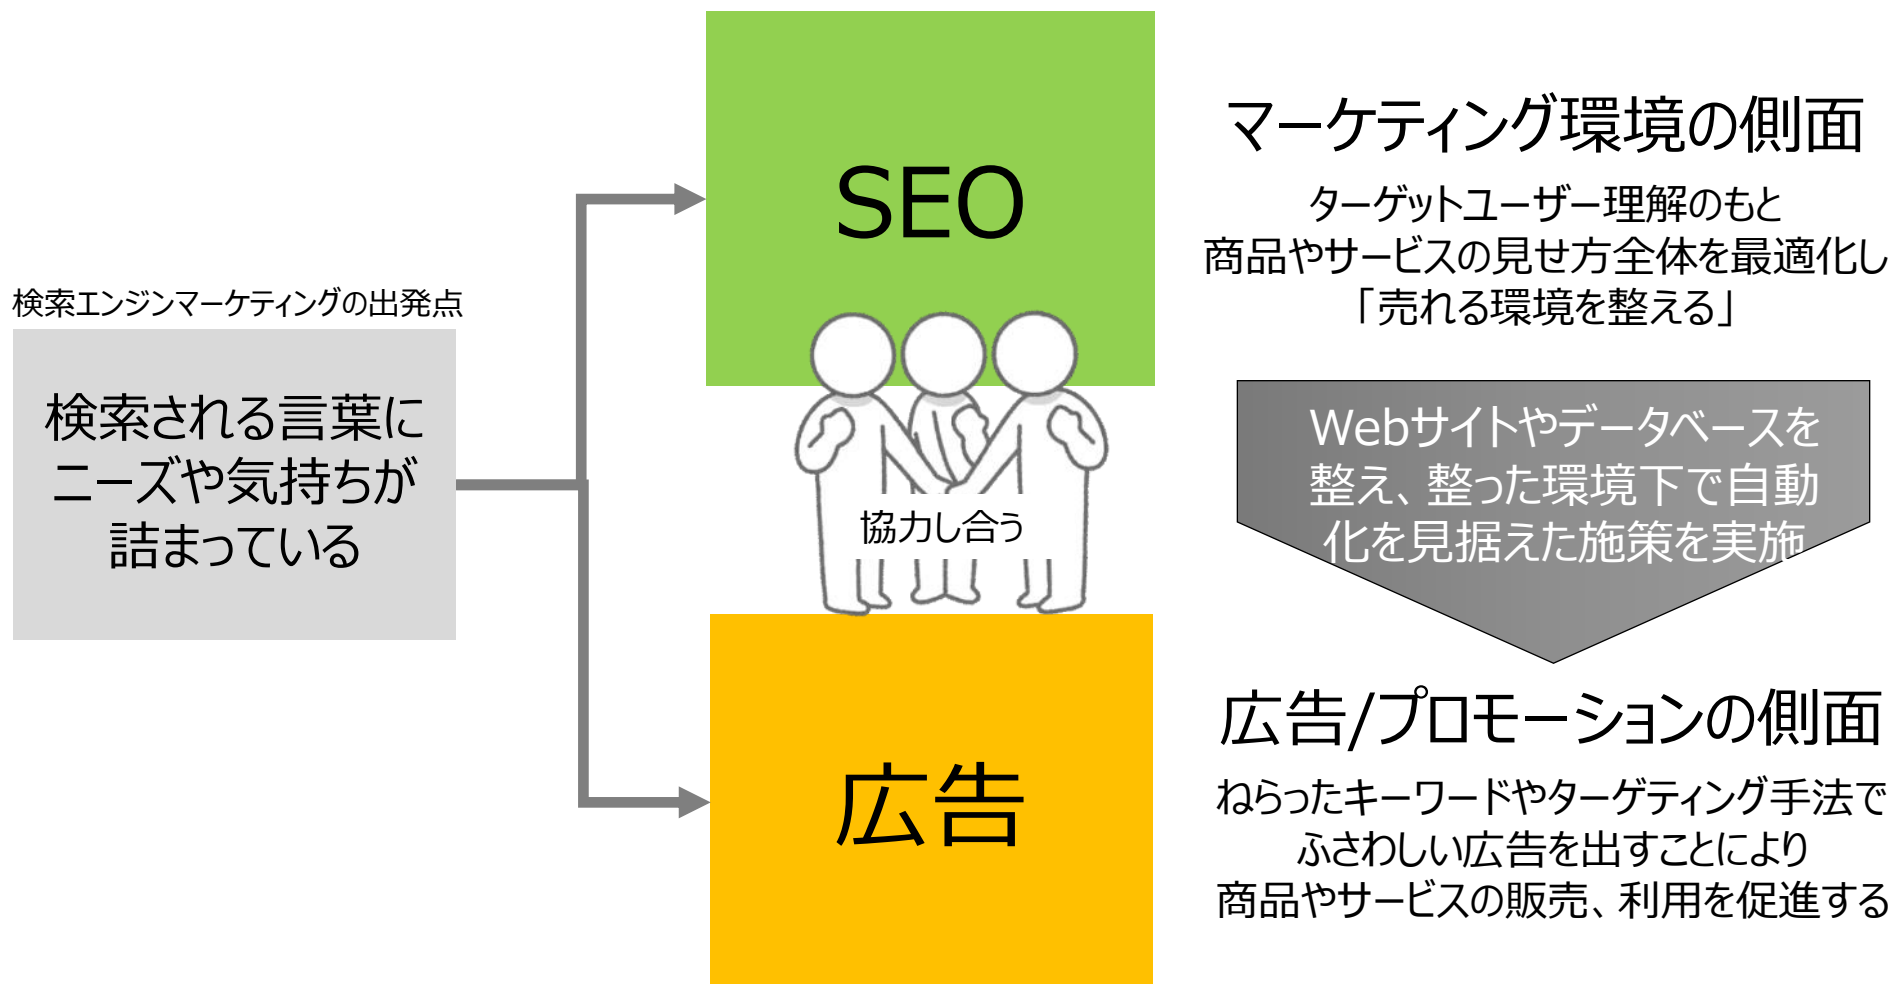 検索エンジンマーケティングの出発点
検索される言葉に
ニーズや気持ちが
詰まっている
SEO
協力し合う
広告
マーケティング環境の側面
ターゲットユーザー理解のもと
商品やサービスの見せ方全体を最適化し
「売れる環境を整える」
Webサイトやデータベースを
整え、整った環境下で自動
化を見据えた施策を実施
広告/プロモーションの側面
ねらったキーワードやターゲティング手法で
ふさわしい広告を出すことにより
商品やサービスの販売、利用を促進する